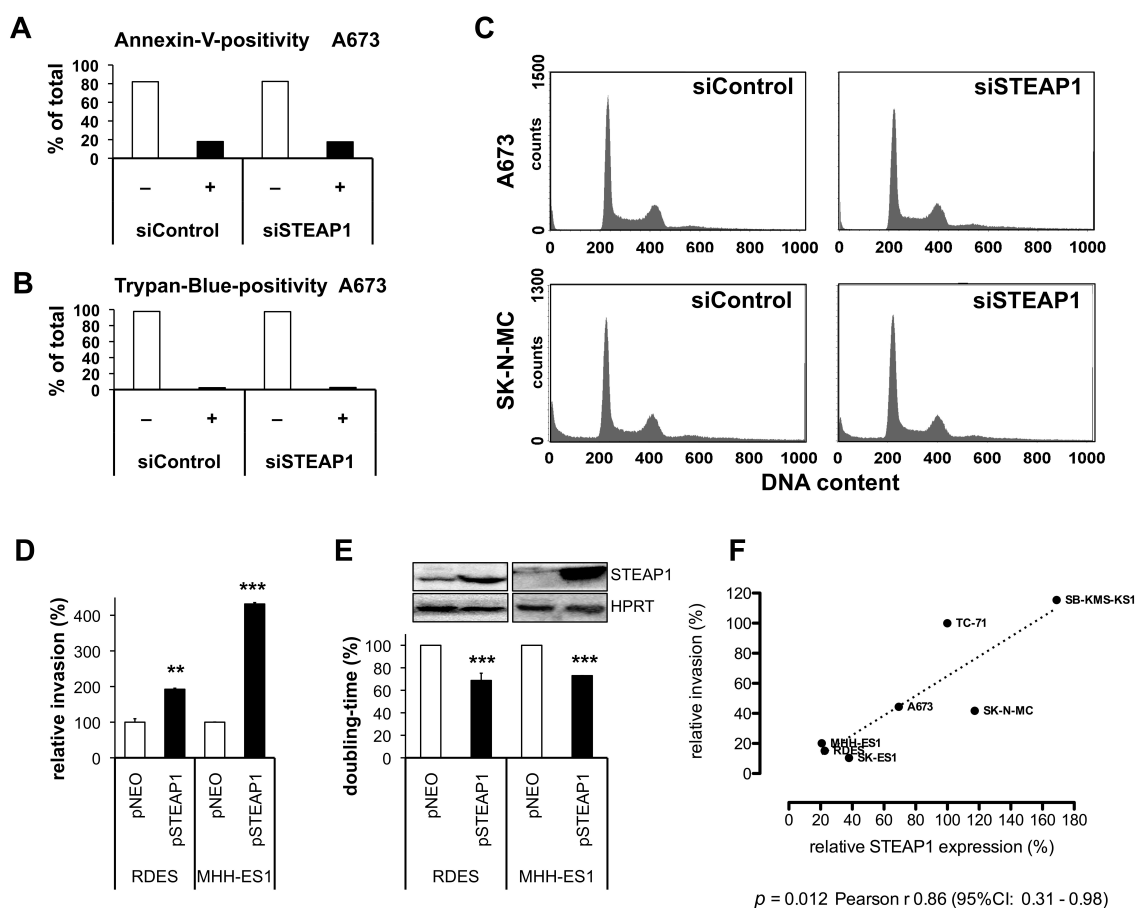 A
Annexin-V-positivity A673
% of total
100
80
60
40
20
0
– + – +
siControl siSTEAP1
B
Trypan-Blue-positivity A673
% of total
100
80
60
40
20
0
– + – +
siControl siSTEAP1
C
A673
counts
1500
0
siControl
0 200 400 600 800 1000
siSTEAP1
0 200 400 600 800 1000
SK-N-MC
counts
1300
0
siControl
0 200 400 600 800 1000
siSTEAP1
0 200 400 600 800 1000
DNA content
D
relative invasion (%)
400
300
200
100
0
**
***
pNEO pSTEAP1 pNEO pSTEAP1
RDES MHH-ES1
E
STEAP1
HPRT
doubling-time (%)
100
80
60
40
20
0
*** ***
pNEO pSTEAP1 pNEO pSTEAP1
RDES MHH-ES1
F
relative invasion (%)
120
100
80
60
40
20
0
SB-KMS-KS1
TC-71
A673
SK-N-MC
MHH-ES1
RDES
SK-ES1
0 20 40 60 80 100 120 140 160 180
relative STEAP1 expression (%)
p = 0.012 Pearson r 0.86 (95%CI: 0.31 - 0.98)